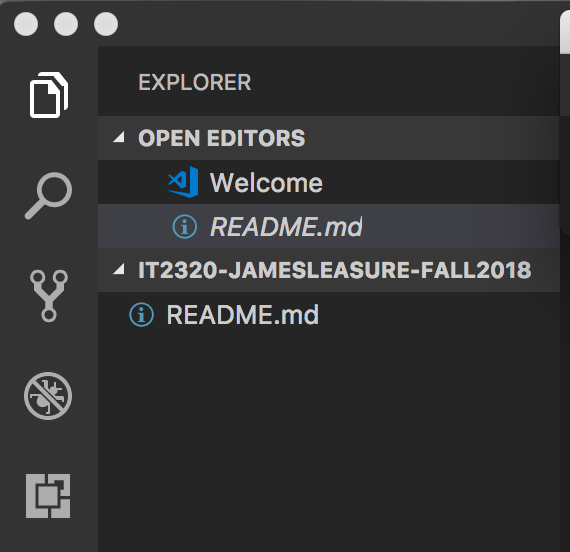 EXPLORER
OPEN EDITORS
Welcome
README.md
IT2320-JAMESLEASURE-FALL2018
README.md